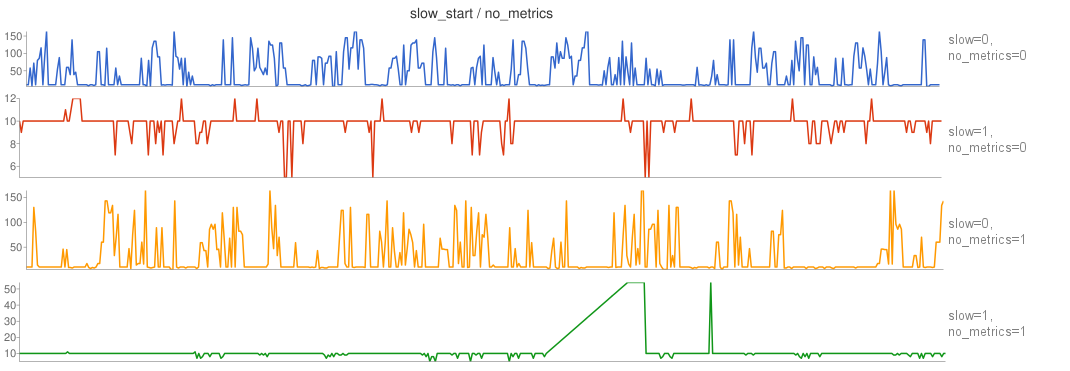 slow_start / no_metrics
150
100
50
slow=0,
no_metrics=0
12
10
8
6
slow=1,
no_metrics=0
150
100
50
slow=0,
no_metrics=1
50
40
30
20
10
slow=1,
no_metrics=1